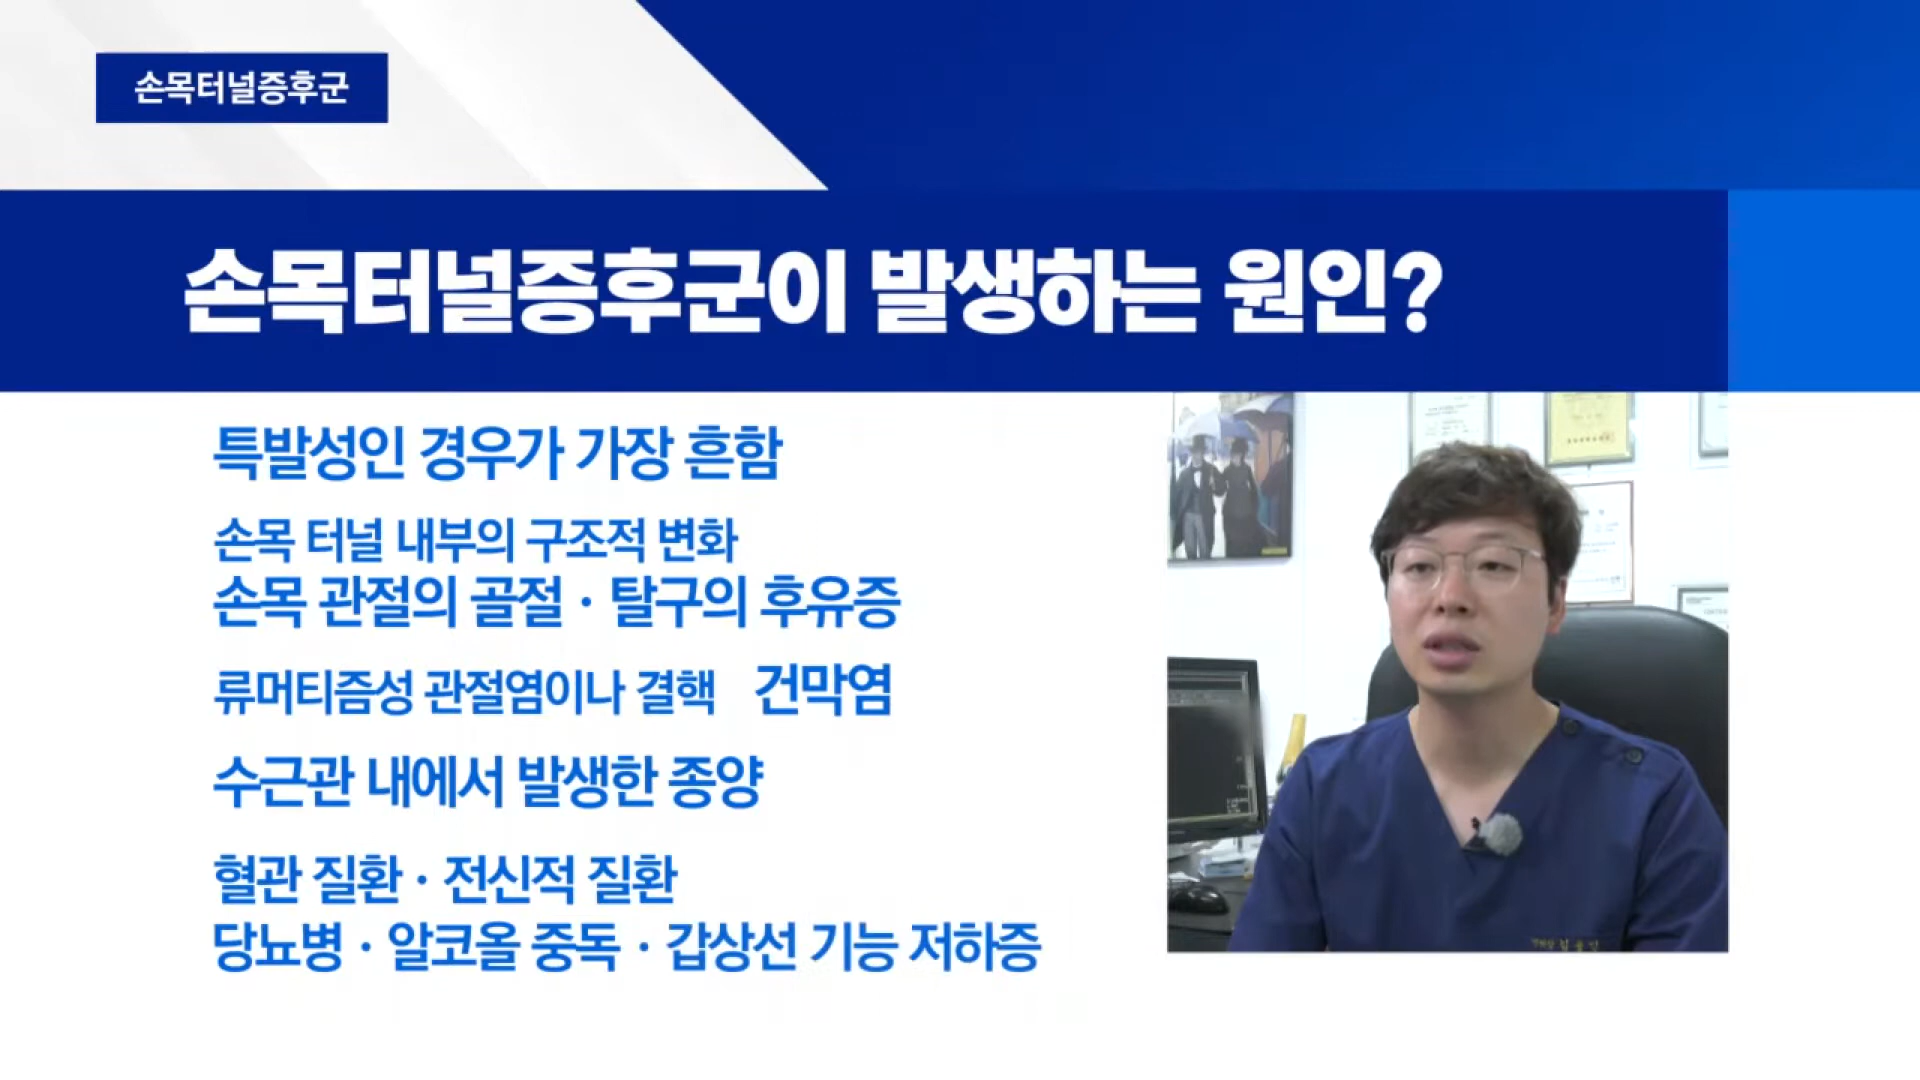 손목터널증후군
손목터널증후군이 발생하는 원인?
특발성인 경우가 가장 흔함
손목 터널 내부의 구조적 변화
손목 관절의 골절 · 탈구의 후유증
류머티즘성 관절염이나 결핵 건막염
수근관 내에서 발생한 종양
혈관 질환 · 전신적 질환
당뇨병 · 알코올 중독 · 갑상선 기능 저하증